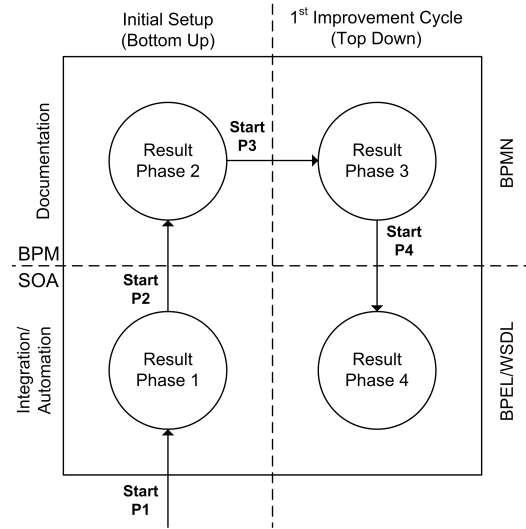 Initial Setup
(Bottom Up)
1st Improvement Cycle
(Top Down)
Documentation
Result
Phase 2
Start
P3
Result
Phase 3
BPMN
BPM
Start
P4
SOA
Start
P2
Integration/
Automation
Result
Phase 1
Result
Phase 4
BPEL/WSDL
Start
P1